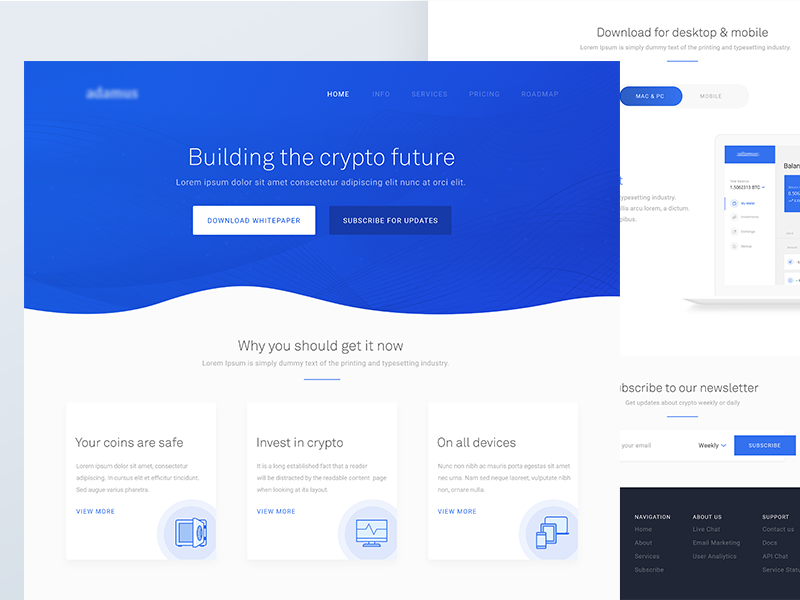 HOME
INFO
SERVICES
PRICING
ROADMAP
Building the crypto future
Lorem ipsum dolor sit amet consectetur adipiscing elit nunc at orci elit.
DOWNLOAD WHITEPAPER
SUBSCRIBE FOR UPDATES
Why you should get it now
Lorem Ipsum is simply dummy text of the printing and typesetting industry.
Your coins are safe
Lorem ipsum dolor sit amet, consectetur
adipiscing. In cursus elit et efficitur tincidunt.
Sed augue varius pharetra.
VIEW MORE
Invest in crypto
It is a long established fact that a reader
will be distracted by the readable content page
when looking at its layout.
VIEW MORE
On all devices
Nunc non nibh ac mauris porta egestas sit amet
nec urna. Nam sed neque laoreet, vulputate nibh
non, ornare nulla.
VIEW MORE
Download for desktop & mobile
Lorem Ipsum is simply dummy text of the printing and typesetting industry.
MAC & PC
MOBILE
typesetting industry.
arcu lorem, a dictum.
1.5062313 BTC
My Wallet
Exchange
Balan
Subscribe to our newsletter
Get updates about crypto weekly or daily
your email
Weekly
SUBSCRIBE
NAVIGATION
Home
About
Services
Subscribe
ABOUT US
Live Chat
Email Marketing
User Analiytics
SUPPORT
Contact us
Docs
API Chat
Service Statu